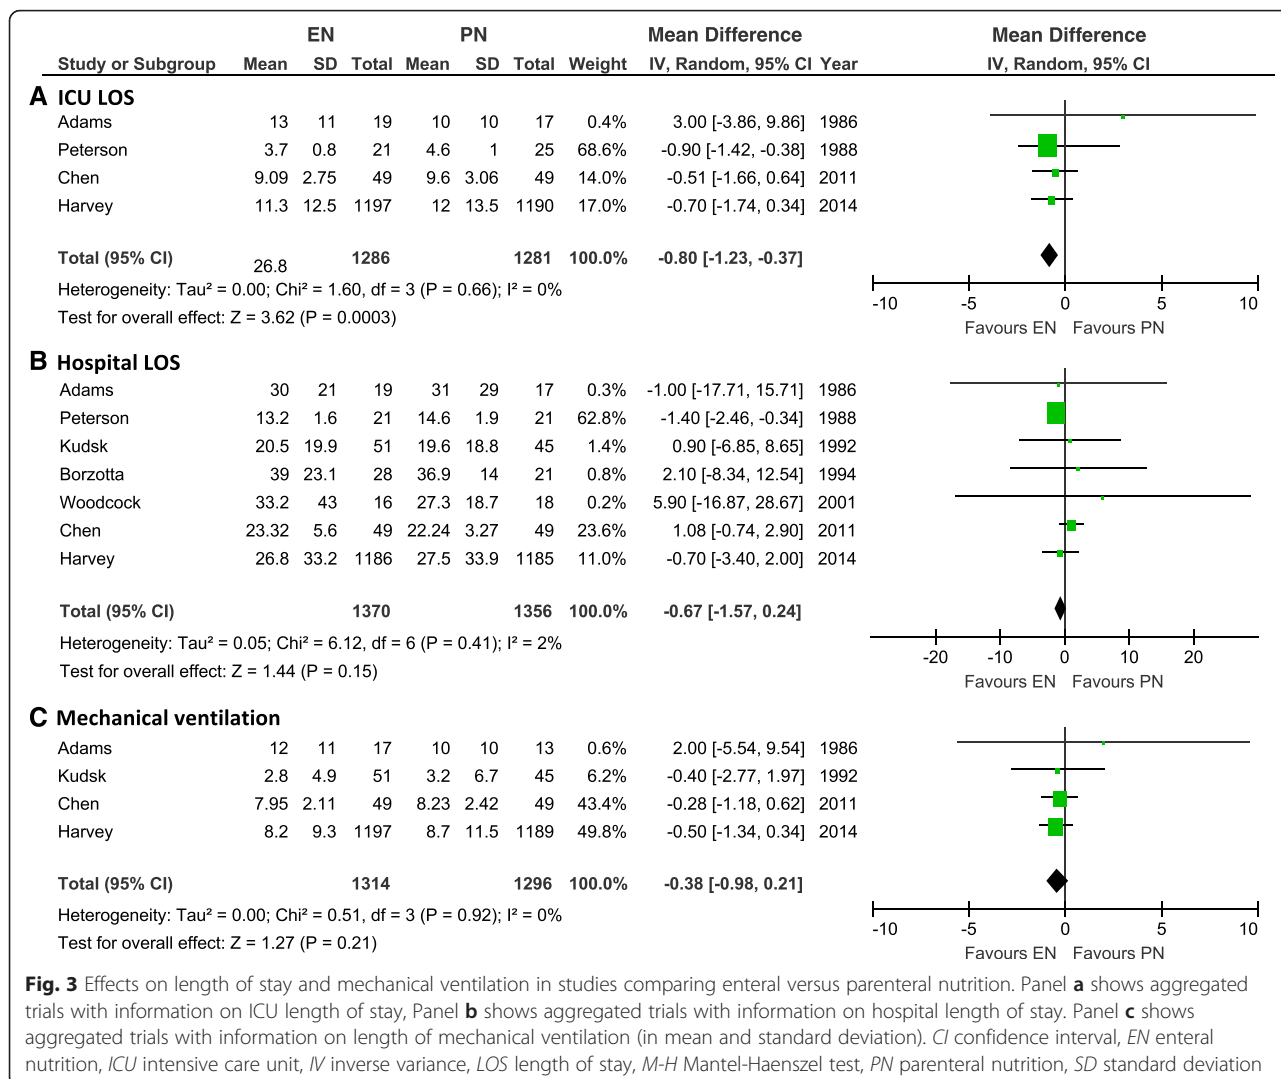 EN PN Mean Difference Mean Difference
Study or Subgroup Mean SD Total Mean SD Total Weight IV, Random, 95% CI Year IV, Random, 95% CI
A ICU LOS
Adams 13 11 19 10 10 17 0.4% 3.00 [-3.86, 9.86] 1986
Peterson 3.7 0.8 21 4.6 1 25 68.6% -0.90 [-1.42, -0.38] 1988
Chen 9.09 2.75 49 9.6 3.06 49 14.0% -0.51 [-1.66, 0.64] 2011
Harvey 11.3 12.5 1197 12 13.5 1190 17.0% -0.70 [-1.74, 0.34] 2014
Total (95% CI) 1286 1281 100.0% -0.80 [-1.23, -0.37]
26.8
Heterogeneity: Tau² = 0.00; Chi² = 1.60, df = 3 (P = 0.66); I² = 0%
-10 -5 0 5 10
Test for overall effect: Z = 3.62 (P = 0.0003)
Favours EN Favours PN
B Hospital LOS
Adams 30 21 19 31 29 17 0.3% -1.00 [-17.71, 15.71] 1986
Peterson 13.2 1.6 21 14.6 1.9 21 62.8% -1.40 [-2.46, -0.34] 1988
Kudsk 20.5 19.9 51 19.6 18.8 45 1.4% 0.90 [-6.85, 8.65] 1992
Borzotta 39 23.1 28 36.9 14 21 0.8% 2.10 [-8.34, 12.54] 1994
Woodcock 33.2 43 16 27.3 18.7 18 0.2% 5.90 [-16.87, 28.67] 2001
Chen 23.32 5.6 49 22.24 3.27 49 23.6% 1.08 [-0.74, 2.90] 2011
Harvey 26.8 33.2 1186 27.5 33.9 1185 11.0% -0.70 [-3.40, 2.00] 2014
Total (95% CI) 1370 1356 100.0% -0.67 [-1.57, 0.24]
Heterogeneity: Tau² = 0.05; Chi² = 6.12, df = 6 (P = 0.41); I² = 2%
-20 -10 0 10 20
Test for overall effect: Z = 1.44 (P = 0.15)
Favours EN Favours PN
C Mechanical ventilation
Adams 12 11 17 10 10 13 0.6% 2.00 [-5.54, 9.54] 1986
Kudsk 2.8 4.9 51 3.2 6.7 45 6.2% -0.40 [-2.77, 1.97] 1992
Chen 7.95 2.11 49 8.23 2.42 49 43.4% -0.28 [-1.18, 0.62] 2011
Harvey 8.2 9.3 1197 8.7 11.5 1189 49.8% -0.50 [-1.34, 0.34] 2014
Total (95% CI) 1314 1296 100.0% -0.38 [-0.98, 0.21]
Heterogeneity: Tau² = 0.00; Chi² = 0.51, df = 3 (P = 0.92); I² = 0%
-10 -5 0 5 10
Test for overall effect: Z = 1.27 (P = 0.21)
Favours EN Favours PN
Fig. 3 Effects on length of stay and mechanical ventilation in studies comparing enteral versus parenteral nutrition. Panel a shows aggregated
trials with information on ICU length of stay, Panel b shows aggregated trials with information on hospital length of stay. Panel c shows
aggregated trials with information on length of mechanical ventilation (in mean and standard deviation). CI confidence interval, EN enteral
nutrition, ICU intensive care unit, IV inverse variance, LOS length of stay, M-H Mantel-Haenszel test, PN parenteral nutrition, SD standard deviation